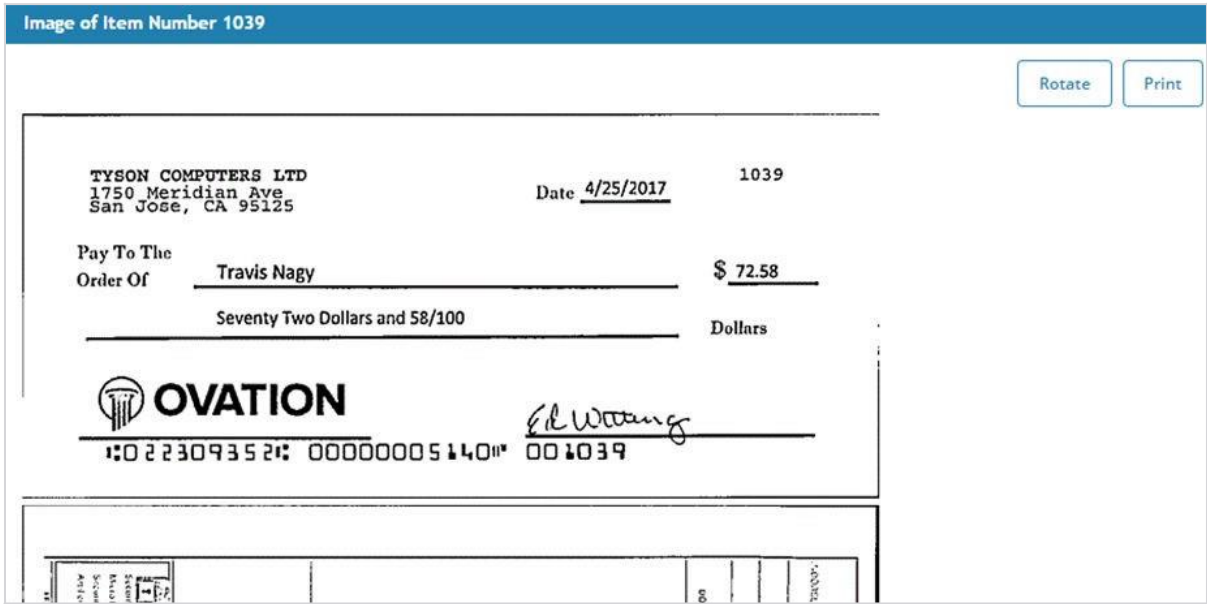 Image of Item Number 1039
Rotate Print
TYSON COMPUTERS LTD
1750 Meridian Ave
San Jose, CA 95125
Date 4/25/2017
1039
Pay To The
Order Of Travis Nagy $ 72.58
Seventy Two Dollars and 58/100 Dollars
OVATION
⑆022309352⑆ 00000005140⑈ 001039